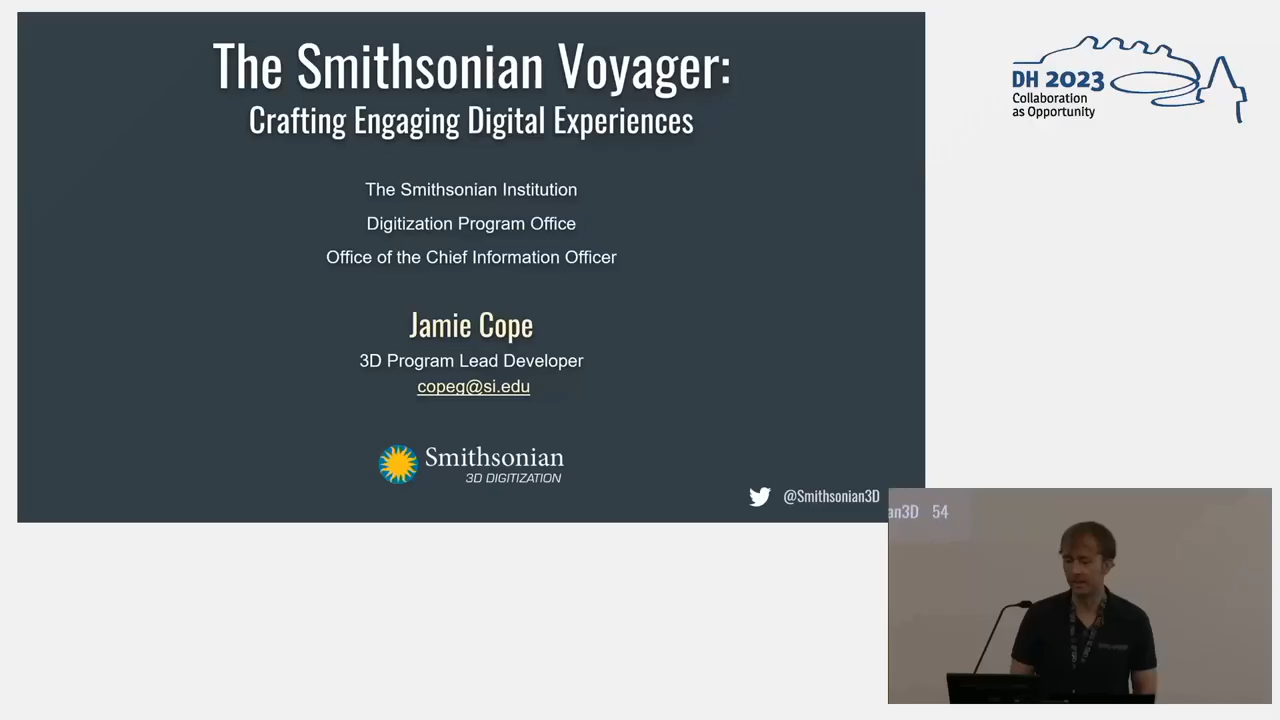 The Smithsonian Voyager:
Crafting Engaging Digital Experiences
The Smithsonian Institution
Digitization Program Office
Office of the Chief Information Officer
Jamie Cope
3D Program Lead Developer
copeg@si.edu
Smithsonian
3D DIGITIZATION
@Smithsonian3D
DH 2023
Collaboration
as Opportunity
an3D 54